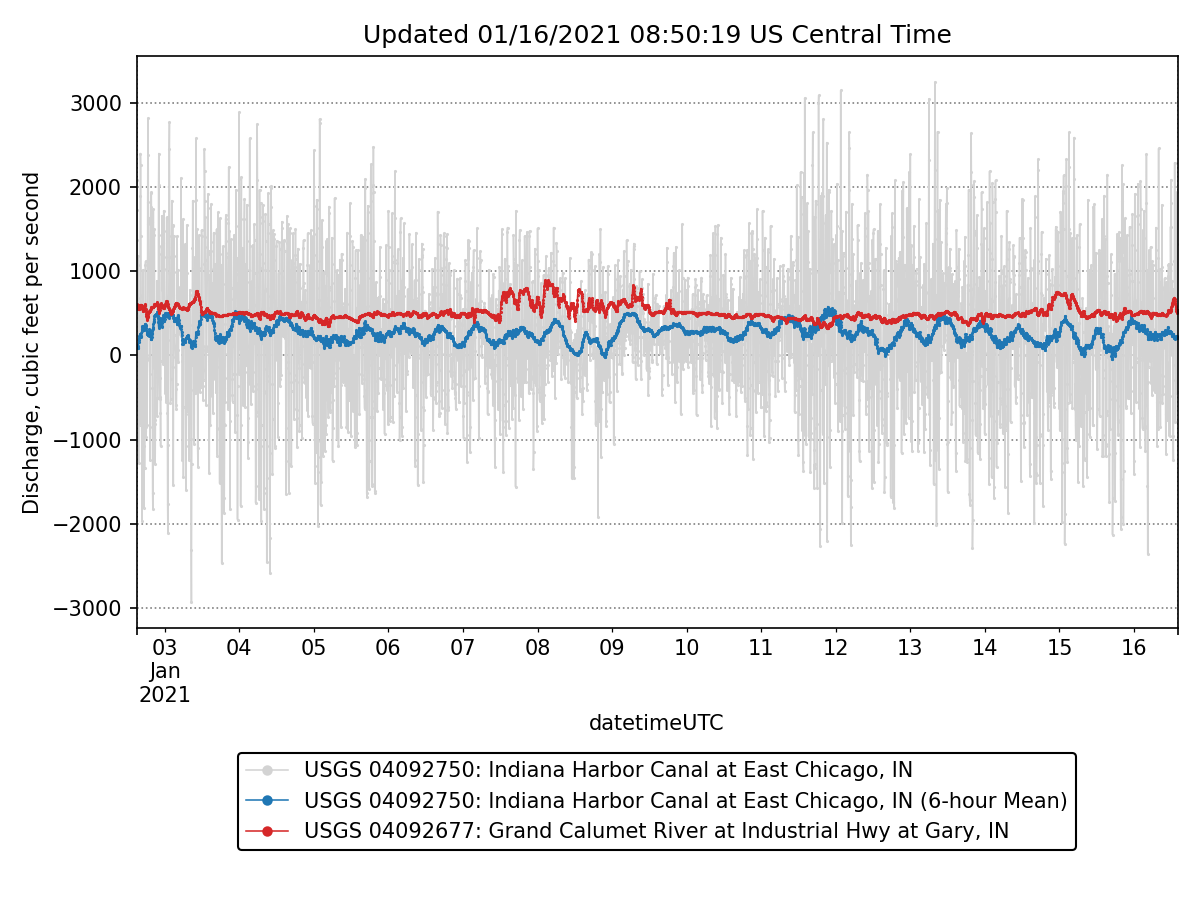 Updated 01/16/2021 08:50:19 US Central Time
Discharge, cubic feet per second
3000
2000
1000
0
−1000
−2000
−3000
03 04 05 06 07 08 09 10 11 12 13 14 15 16
Jan
2021
datetimeUTC
USGS 04092750: Indiana Harbor Canal at East Chicago, IN
USGS 04092750: Indiana Harbor Canal at East Chicago, IN (6-hour Mean)
USGS 04092677: Grand Calumet River at Industrial Hwy at Gary, IN